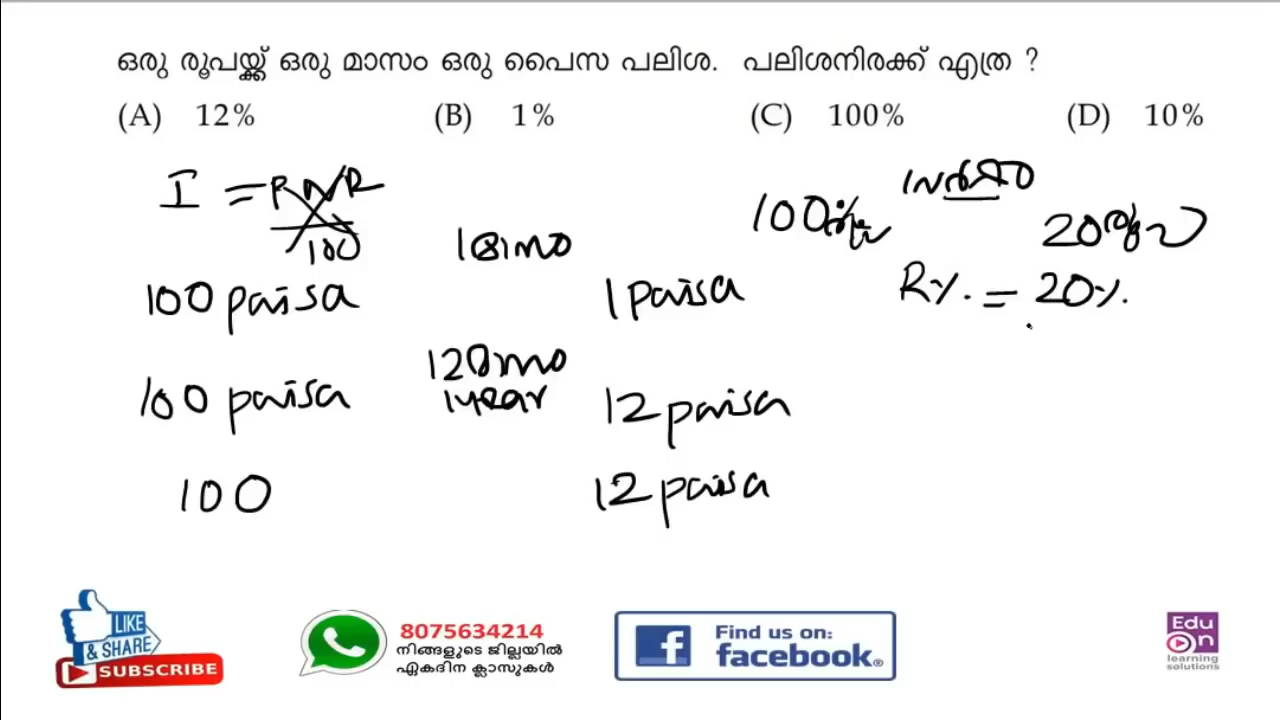 ഒരു രൂപയ്ക്ക് ഒരു മാസം ഒരു പൈസ പലിശ. പലിശനിരക്ക് എത്ര ?
(A) 12% (B) 1% (C) 100% (D) 10%
I = PNR
100
100 paisa 1 മാസം 1 paisa
100 paisa 12 മാസം 12 paisa
1 year
100 12 paisa
1 വർഷം
100 20 രൂപ
R% = 20%
LIKE
& SHARE
SUBSCRIBE
8075634214
നിങ്ങളുടെ ജില്ലയിൽ
ഏകദിന ക്ലാസുകൾ
Find us on:
facebook®
Edu
On
learning
solutions